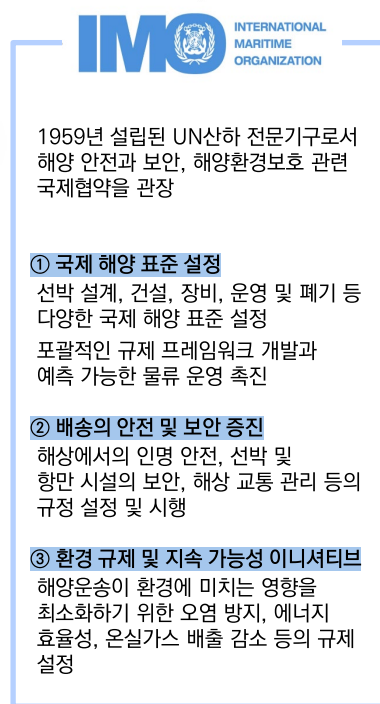 IMO
INTERNATIONAL
MARITIME
ORGANIZATION
1959년 설립된 UN산하 전문기구로서
해양 안전과 보안, 해양환경보호 관련
국제협약을 관장
① 국제 해양 표준 설정
선박 설계, 건설, 장비, 운영 및 폐기 등
다양한 국제 해양 표준 설정
포괄적인 규제 프레임워크 개발과
예측 가능한 물류 운영 촉진
② 배송의 안전 및 보안 증진
해상에서의 인명 안전, 선박 및
항만 시설의 보안, 해상 교통 관리 등의
규정 설정 및 시행
③ 환경 규제 및 지속 가능성 이니셔티브
해양운송이 환경에 미치는 영향을
최소화하기 위한 오염 방지, 에너지
효율성, 온실가스 배출 감소 등의 규제
설정